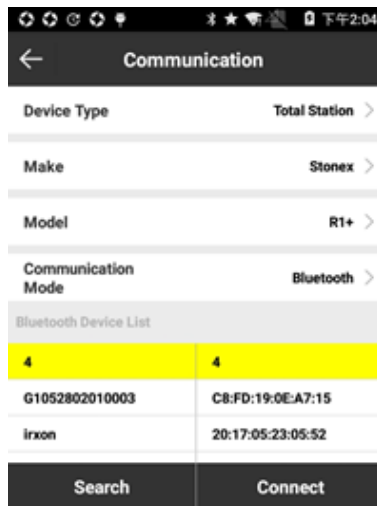 下午2:04
Communication
Device Type Total Station
Make Stonex
Model R1+
Communication
Mode Bluetooth
Bluetooth Device List
4 4
G1052802010003 C8:FD:19:0E:A7:15
irxon 20:17:05:23:05:52
Search Connect